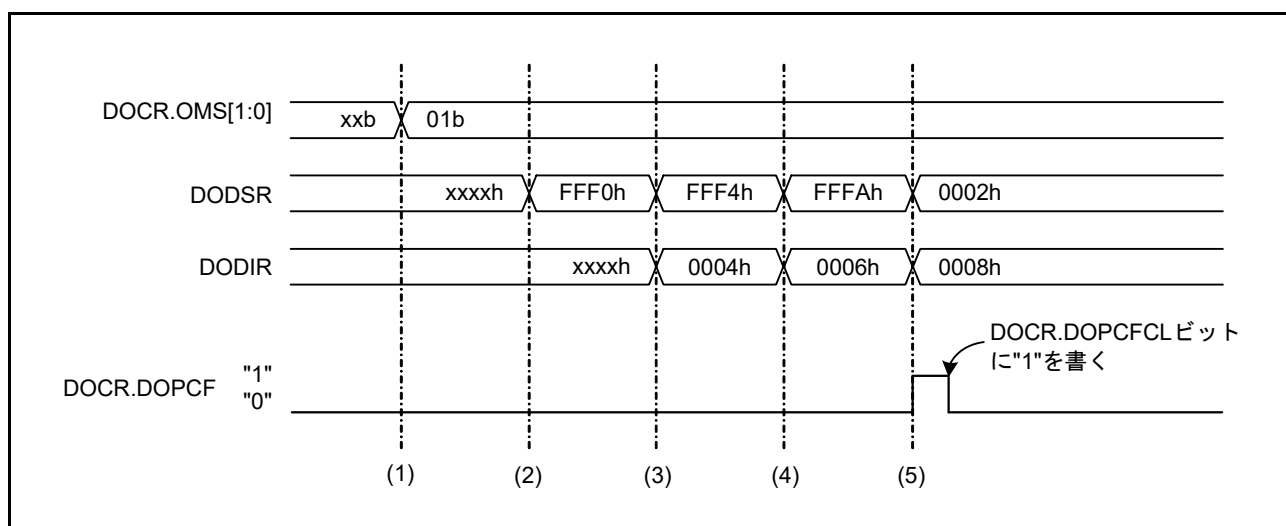 DOCR.OMS[1:0] xxb 01b
DODSR xxxxh FFF0h FFF4h FFFAh 0002h
DODIR xxxxh 0004h 0006h 0008h
DOCR.DOPCFCLビット
に"1"を書く
DOCR.DOPCF "1"
"0"
(1) (2) (3) (4) (5)